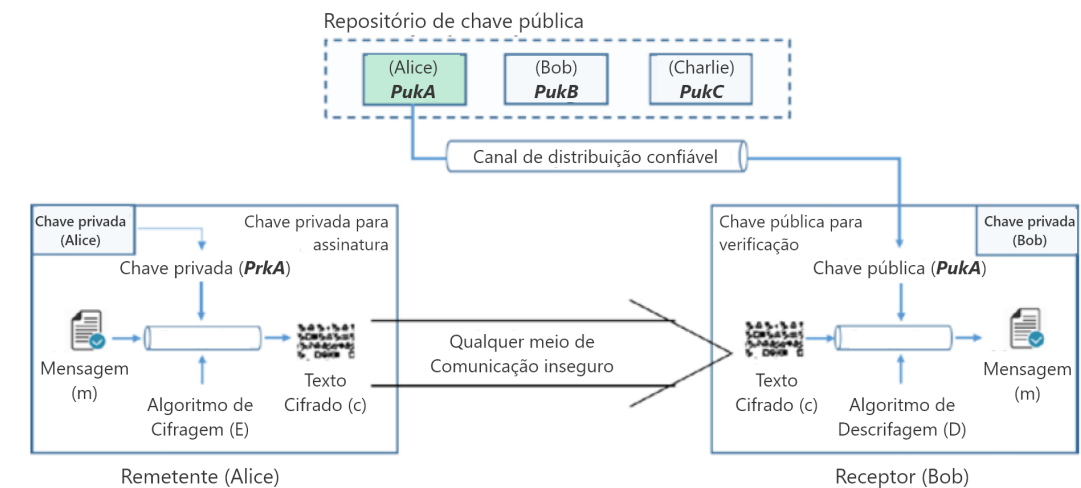 Repositório de chave pública
(Alice)
PukA
(Bob)
PukB
(Charlie)
PukC
Canal de distribuição confiável
Chave privada
(Alice)
Chave privada para
assinatura
Chave privada (PrkA)
Mensagem
(m)
Algoritmo de
Cifragem (E)
Texto
Cifrado (c)
Remetente (Alice)
Qualquer meio de
Comunicação inseguro
Chave pública para
verificação
Chave privada
(Bob)
Chave pública (PukA)
Texto
Cifrado (c)
Algoritmo de
Descrifagem (D)
Mensagem
(m)
Receptor (Bob)